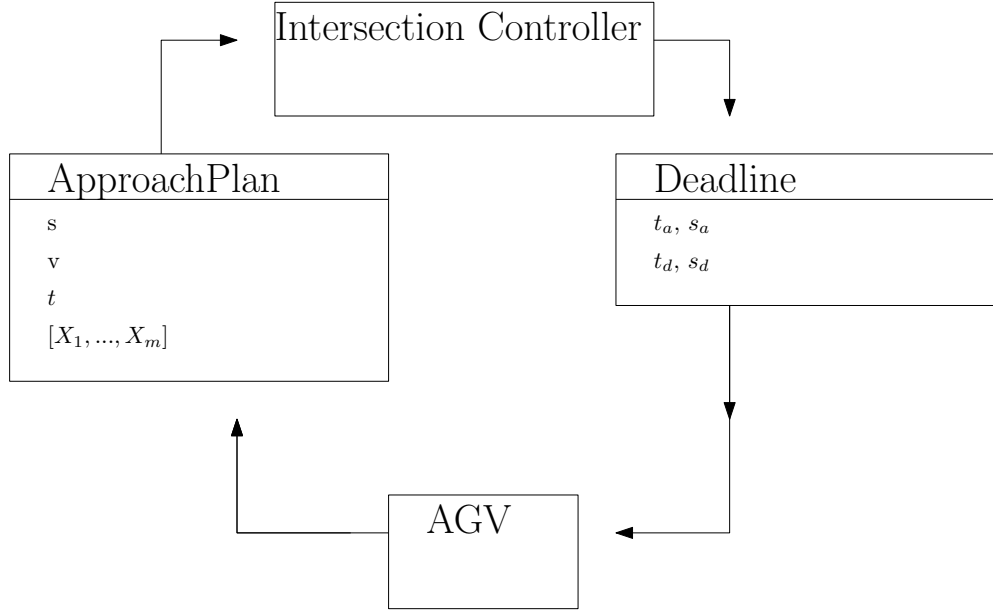 Intersection Controller
ApproachPlan
s
v
t
[X_1, ..., X_m]
Deadline
t_a, s_a
t_d, s_d
AGV